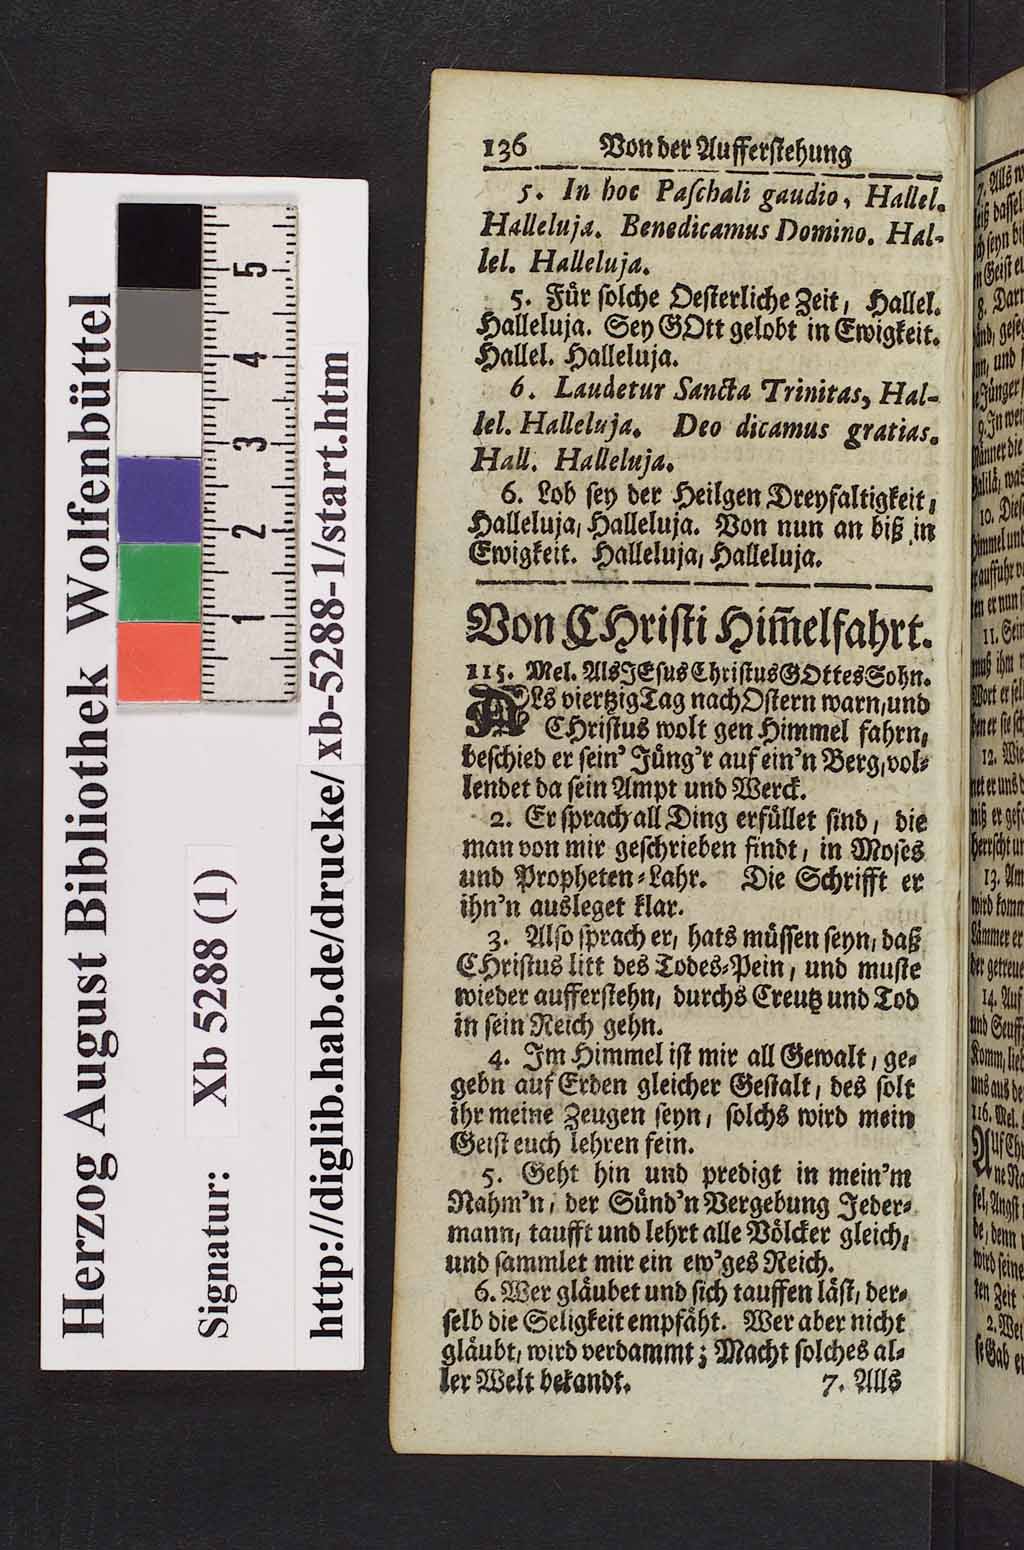 Herzog August Bibliothek Wolfenbüttel
Signatur: Xb 5288 (1)
http://diglib.hab.de/drucke/xb-5288-1/start.htm
1
2
3
4
5
136 Von der Aufferstehung
5. In hoc Paſchali gaudio, Hallel.
Halleluja. Benedicamus Domino. Hal-
lel. Halleluja.
5. Für ſolche Oeſterliche Zeit, Hallel.
Halleluja. Sey GOtt gelobt in Ewigkeit.
Hallel. Halleluja.
6. Laudetur Sancta Trinitas, Hal-
lel. Halleluja. Deo dicamus gratias.
Hall. Halleluja.
6. Lob ſey der Heilgen Dreyfaltigkeit,
Halleluja, Halleluja. Von nun an biß in
Ewigkeit. Halleluja, Halleluja.
Von CHriſti Him̃elfahrt.
115. Mel. Als JEſus Chriſtus GOttes Sohn.
ALs viertzig Tag nach Oſtern warn, und
CHriſtus wolt gen Himmel fahrn,
beſchied er ſein' Jüng'r auf ein'n Berg, vol-
lendet da ſein Ampt und Werck.
2. Er ſprach all Ding erfüllet ſind, die
man von mir geſchrieben findt, in Moſes
und Propheten-Lahr. Die Schrifft er
ihn'n ausleget klar.
3. Alſo ſprach er, hats müſſen ſeyn, daß
CHriſtus litt des Todes-Pein, und muſte
wieder aufferſtehn, durchs Creutz und Tod
in ſein Reich gehn.
4. Im Himmel iſt mir all Gewalt, ge-
gebn auf Erden gleicher Geſtalt, des ſolt
ihr meine Zeugen ſeyn, ſolchs wird mein
Geiſt euch lehren fein.
5. Geht hin und predigt in mein'm
Nahm'n, der Sünd'n Vergebung Jeder-
mann, taufft und lehrt alle Völcker gleich,
und ſammlet mir ein ew'ges Reich.
6. Wer gläubet und ſich tauffen läſt, der-
ſelb die Seligkeit empfäht. Wer aber nicht
gläubt, wird verdammt; Macht ſolches al-
ler Welt bekandt. 7. Alls